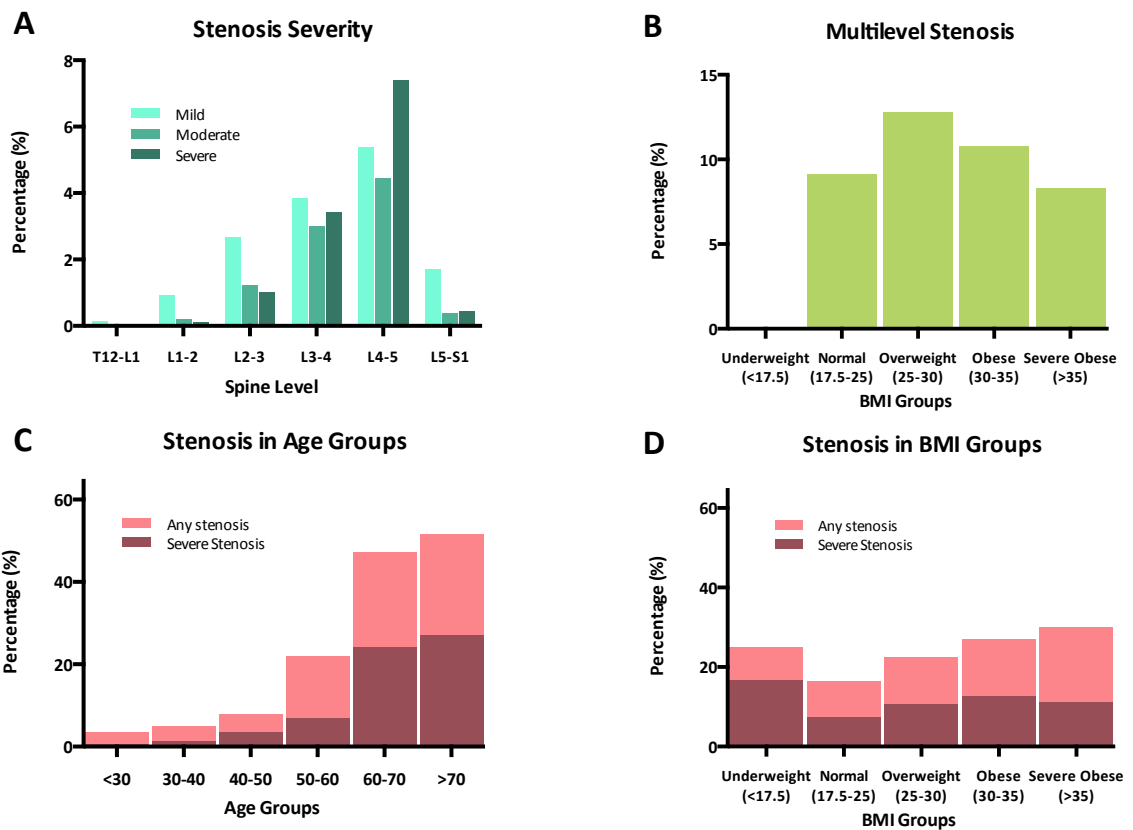 A
Stenosis Severity
8
6
4
2
0
Percentage (%)
Mild
Moderate
Severe
T12-L1 L1-2 L2-3 L3-4 L4-5 L5-S1
Spine Level
B
Multilevel Stenosis
15
10
5
0
Percentage (%)
Underweight Normal Overweight Obese Severe Obese
(<17.5) (17.5-25) (25-30) (30-35) (>35)
BMI Groups
C
Stenosis in Age Groups
60
40
20
0
Percentage (%)
Any stenosis
Severe Stenosis
<30 30-40 40-50 50-60 60-70 >70
Age Groups
D
Stenosis in BMI Groups
60
40
20
0
Percentage (%)
Any stenosis
Severe Stenosis
Underweight Normal Overweight Obese Severe Obese
(<17.5) (17.5-25) (25-30) (30-35) (>35)
BMI Groups